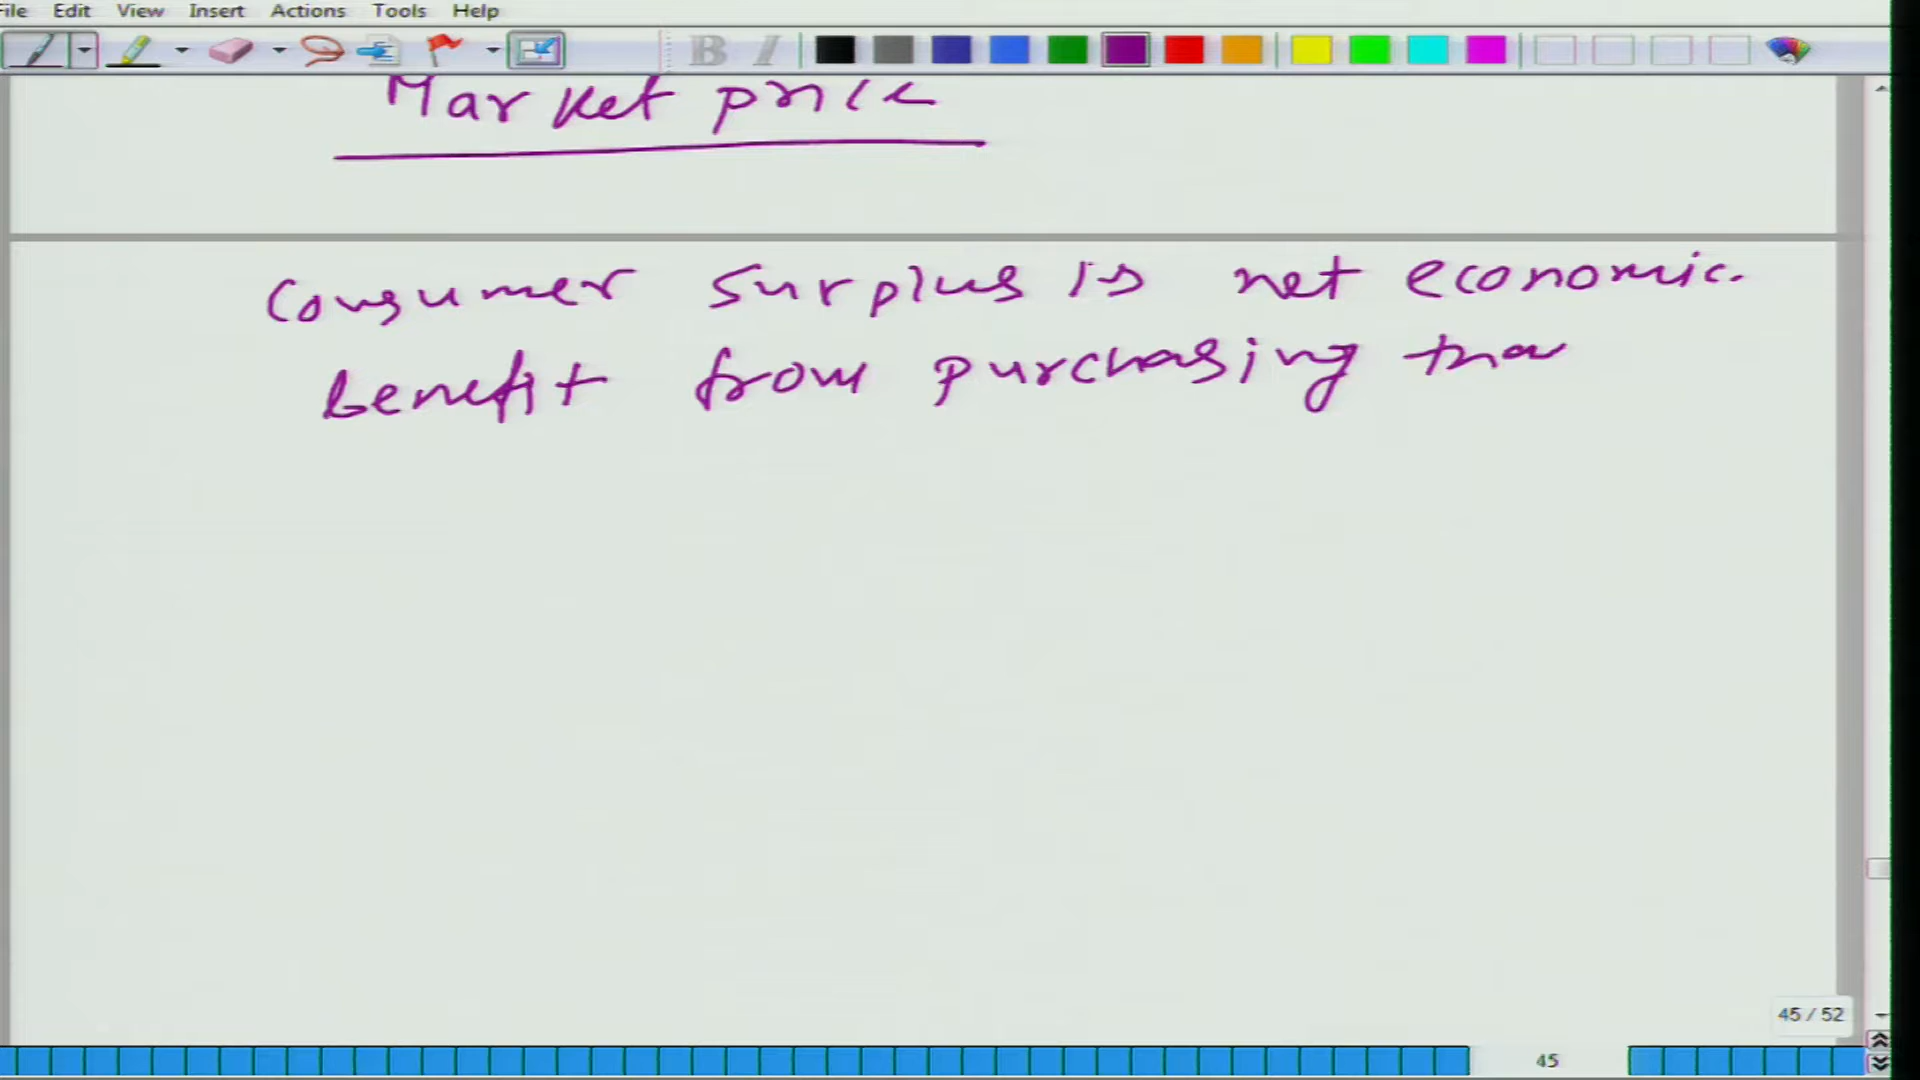 File Edit View Insert Actions Tools Help
B I
Market price
Consumer surplus is net economic.
benefit from purchasing tha
45 / 52
45